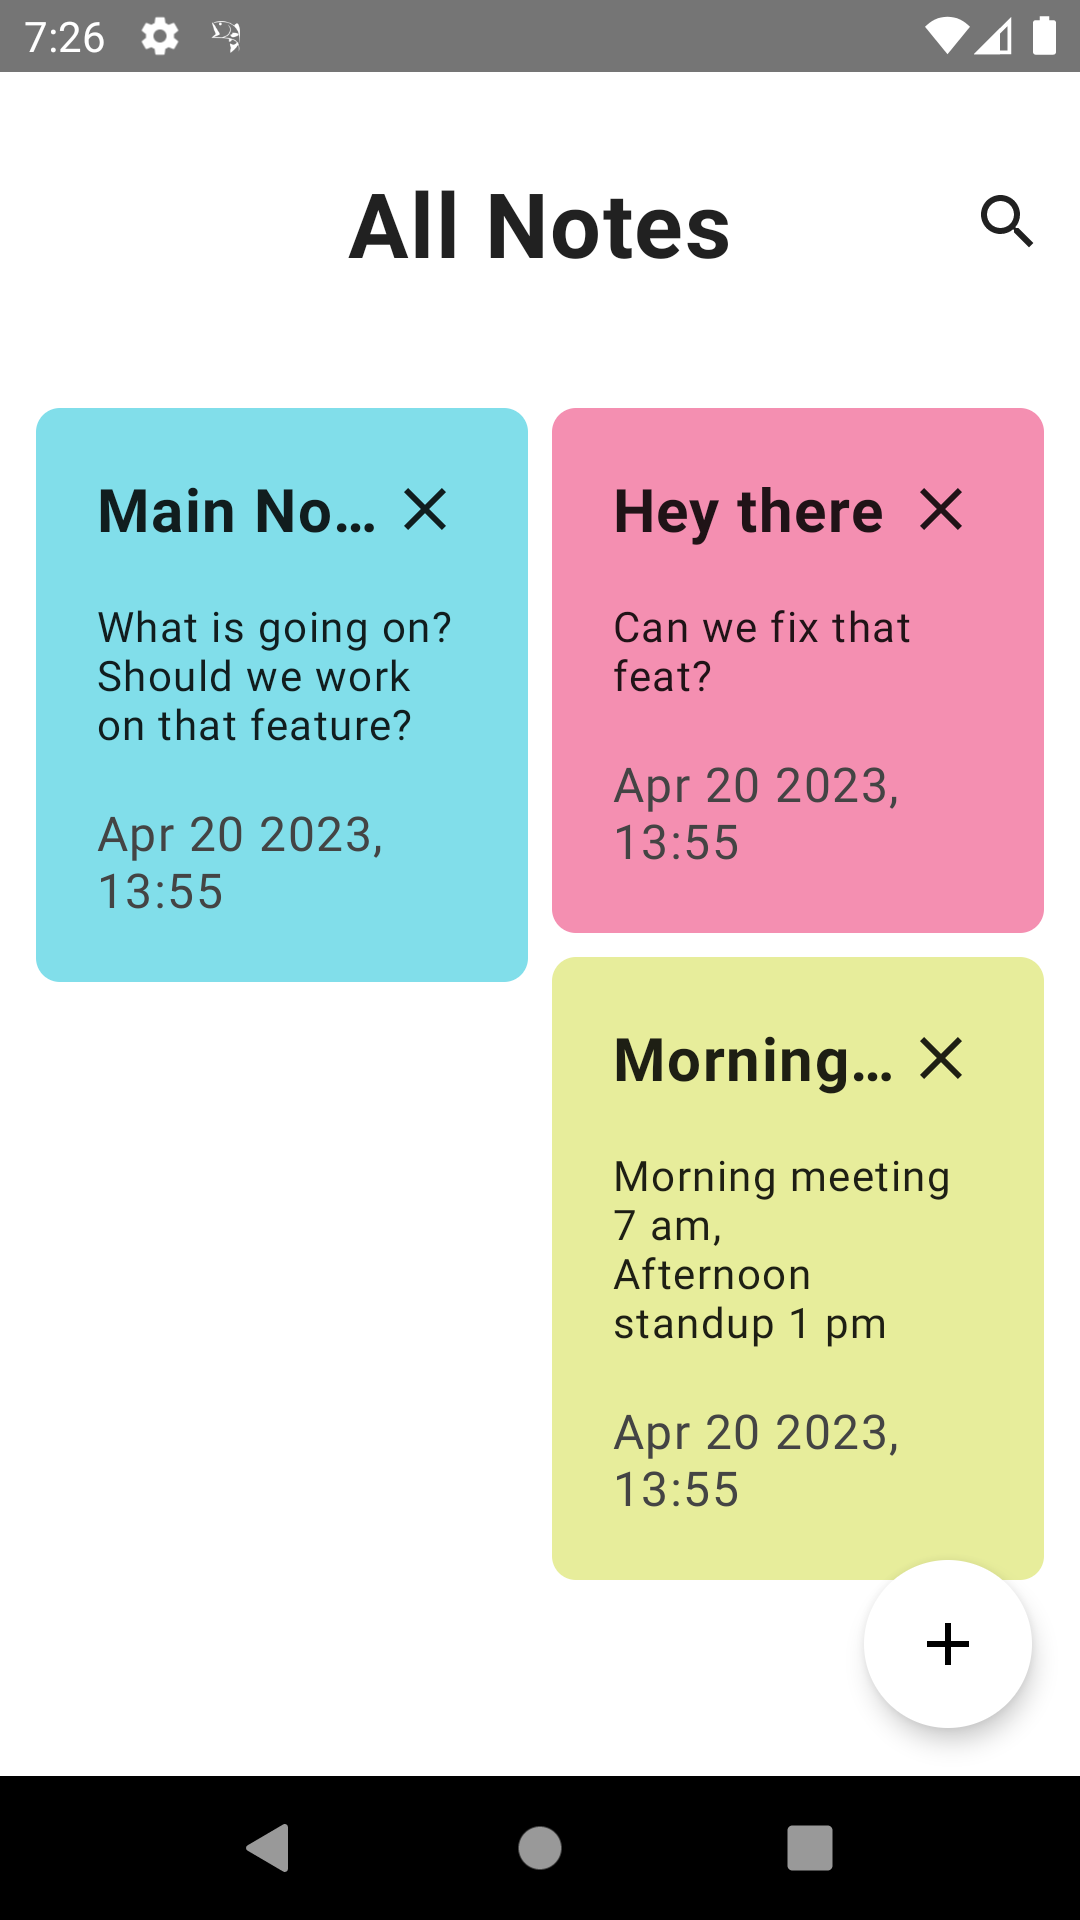 7:26
All Notes
Main No...
What is going on?
Should we work
on that feature?
Apr 20 2023,
13:55
Hey there
Can we fix that
feat?
Apr 20 2023,
13:55
Morning...
Morning meeting
7 am,
Afternoon
standup 1 pm
Apr 20 2023,
13:55